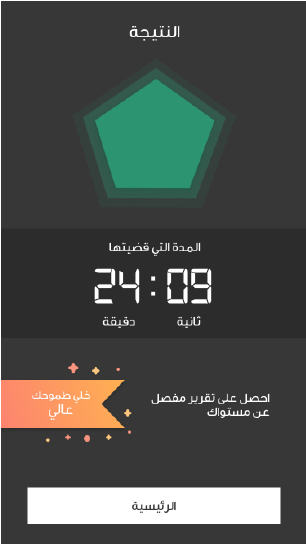 النتيجة
المدة التي قضيتها
24:09
دقيقة ثانية
احصل على تقرير مفصل
عن مستواك
خلي طموحك
عالي
الرئيسية